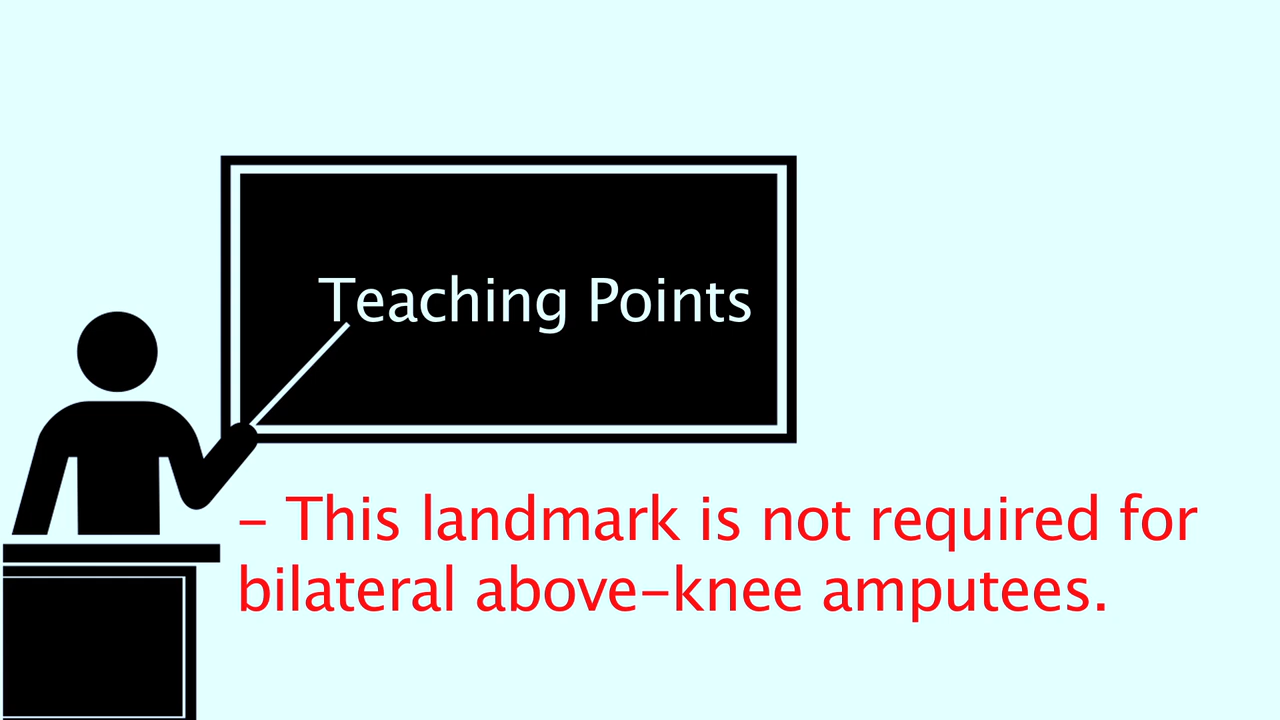 Teaching Points
- This landmark is not required for
bilateral above-knee amputees.